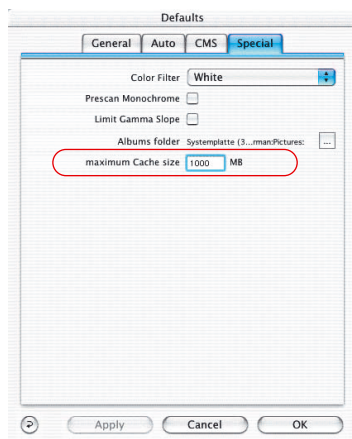 Defaults
General Auto CMS Special
Color Filter White
Prescan Monochrome
Limit Gamma Slope
Albums folder Systemplatte (3...rman:Pictures: ...
maximum Cache size 1000 MB
Apply Cancel OK